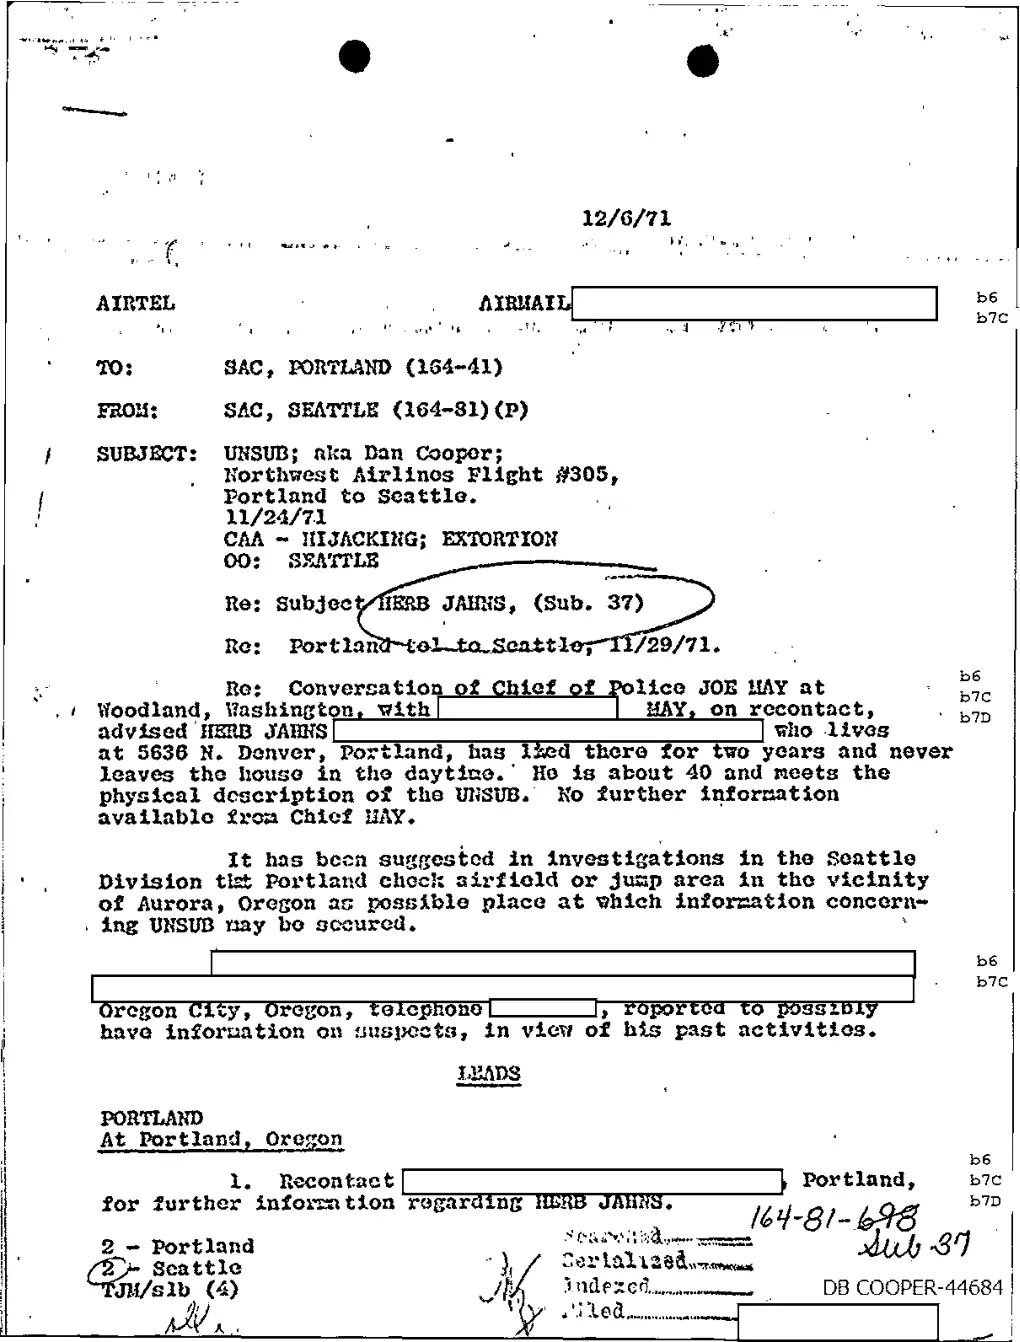 12/6/71
AIRTEL AIRMAIL b6
b7C
TO: SAC, PORTLAND (164-41)
FROM: SAC, SEATTLE (164-81)(P)
SUBJECT: UNSUB; aka Dan Cooper;
Northwest Airlines Flight #305,
Portland to Seattle.
11/24/71
CAA - HIJACKING; EXTORTION
OO: SEATTLE
Re: Subject HERB JAHNS, (Sub. 37)
Re: Portland tel to Seattle, 11/29/71.
Re: Conversation of Chief of Police JOE MAY at
Woodland, Washington, with MAY, on recontact,
advised HERB JAHNS who lives
at 5636 N. Denver, Portland, has lied there for two years and never
leaves the house in the daytime. He is about 40 and meets the
physical description of the UNSUB. No further information
available from Chief MAY.
b6
b7C
b7D
It has been suggested in investigations in the Seattle
Division tht Portland check airfield or jump area in the vicinity
of Aurora, Oregon as possible place at which information concern-
ing UNSUB may be secured.
b6
b7C
Oregon City, Oregon, telephone , reported to possibly
have information on suspects, in view of his past activities.
LEADS
PORTLAND
At Portland, Oregon
1. Recontact , Portland,
for further information regarding HERB JAHNS.
b6
b7C
b7D
164-81-698
Sub-37
2 - Portland
2 - Seattle
TJM/slb (4)
Searched
Serialized
Indexed
Filed
DB COOPER-44684